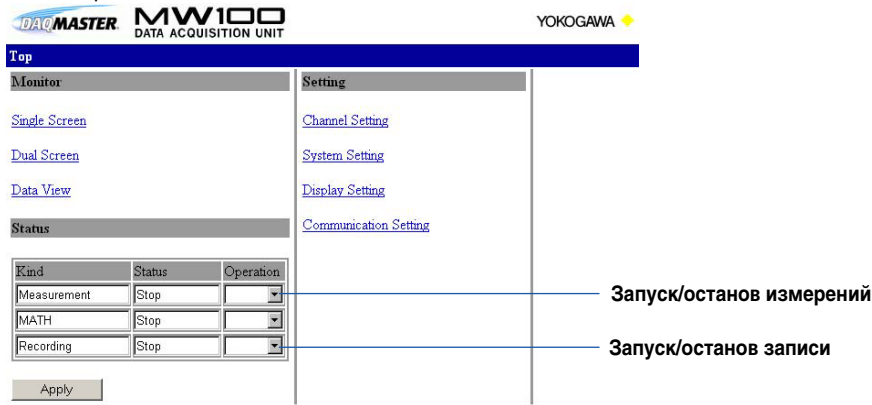 DAQMASTER MW100 YOKOGAWA
DATA ACQUISITION UNIT
Top
Monitor
Single Screen
Dual Screen
Data View
Status
Kind Status Operation
Measurement Stop
MATH Stop
Recording Stop
Apply
Setting
Channel Setting
System Setting
Display Setting
Communication Setting
Запуск/останов измерений
Запуск/останов записи